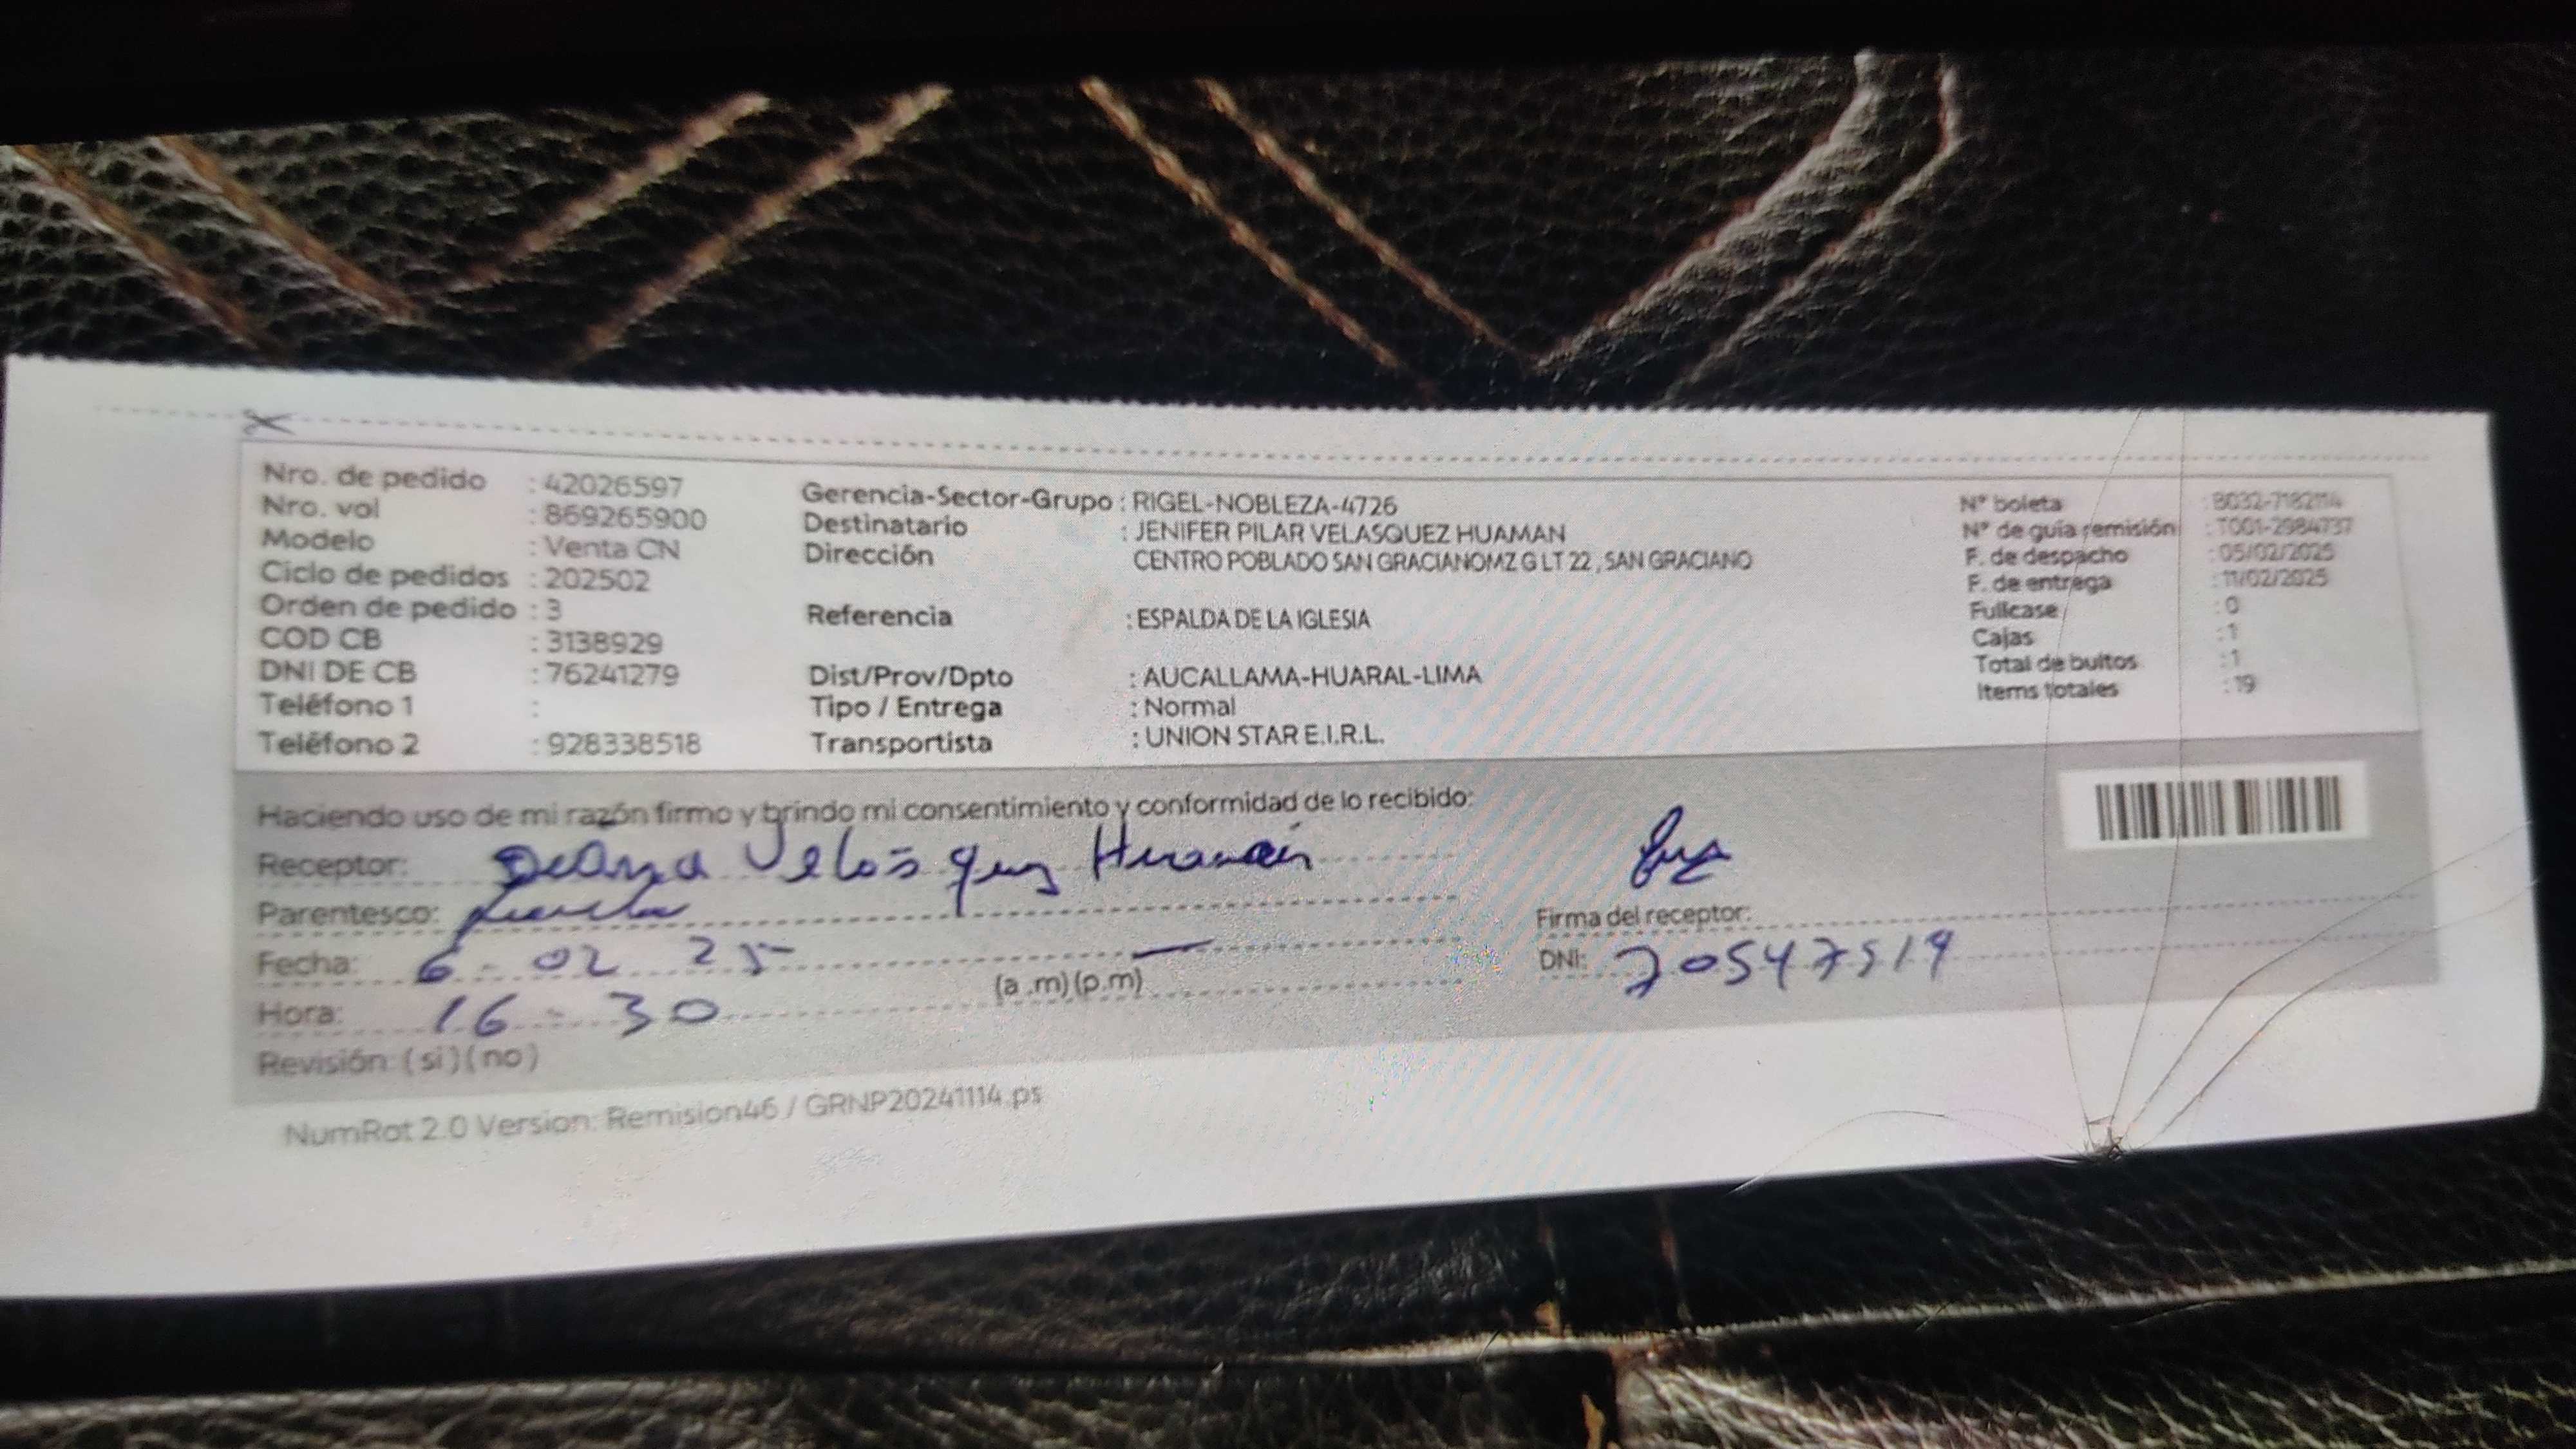 Nro. de pedido : 42026597
Nro. vol : 869265900
Modelo : Venta CN
Ciclo de pedidos : 202502
Orden de pedido : 3
COD CB : 3138929
DNI DE CB : 76241279
Teléfono 1 :
Teléfono 2 : 928338518
Gerencia-Sector-Grupo : RIGEL-NOBLEZA-4726
Destinatario : JENIFER PILAR VELASQUEZ HUAMAN
Dirección CENTRO POBLADO SAN GRACIANOMZ G LT 22 , SAN GRACIANO
Referencia : ESPALDA DE LA IGLESIA
Dist/Prov/Dpto : AUCALLAMA-HUARAL-LIMA
Tipo / Entrega : Normal
Transportista : UNION STAR E.I.R.L.
N° boleta : B032-7182114
N° de guía remisión : T001-2984737
F. de despacho : 05/02/2025
F. de entrega : 11/02/2025
Fullcase : 0
Cajas : 1
Total de bultos : 1
Items totales : 19
Haciendo uso de mi razón firmo y brindo mi consentimiento y conformidad de lo recibido:
Receptor: Velásquez Huamán
Parentesco:
Fecha: 6 - 02 25
Hora: 16 - 30 (a .m) (p.m)
Revisión: (si) (no)
Firma del receptor:
DNI: 70547519
NumRot 2.0 Version: Remision46 / GRNP20241114.ps